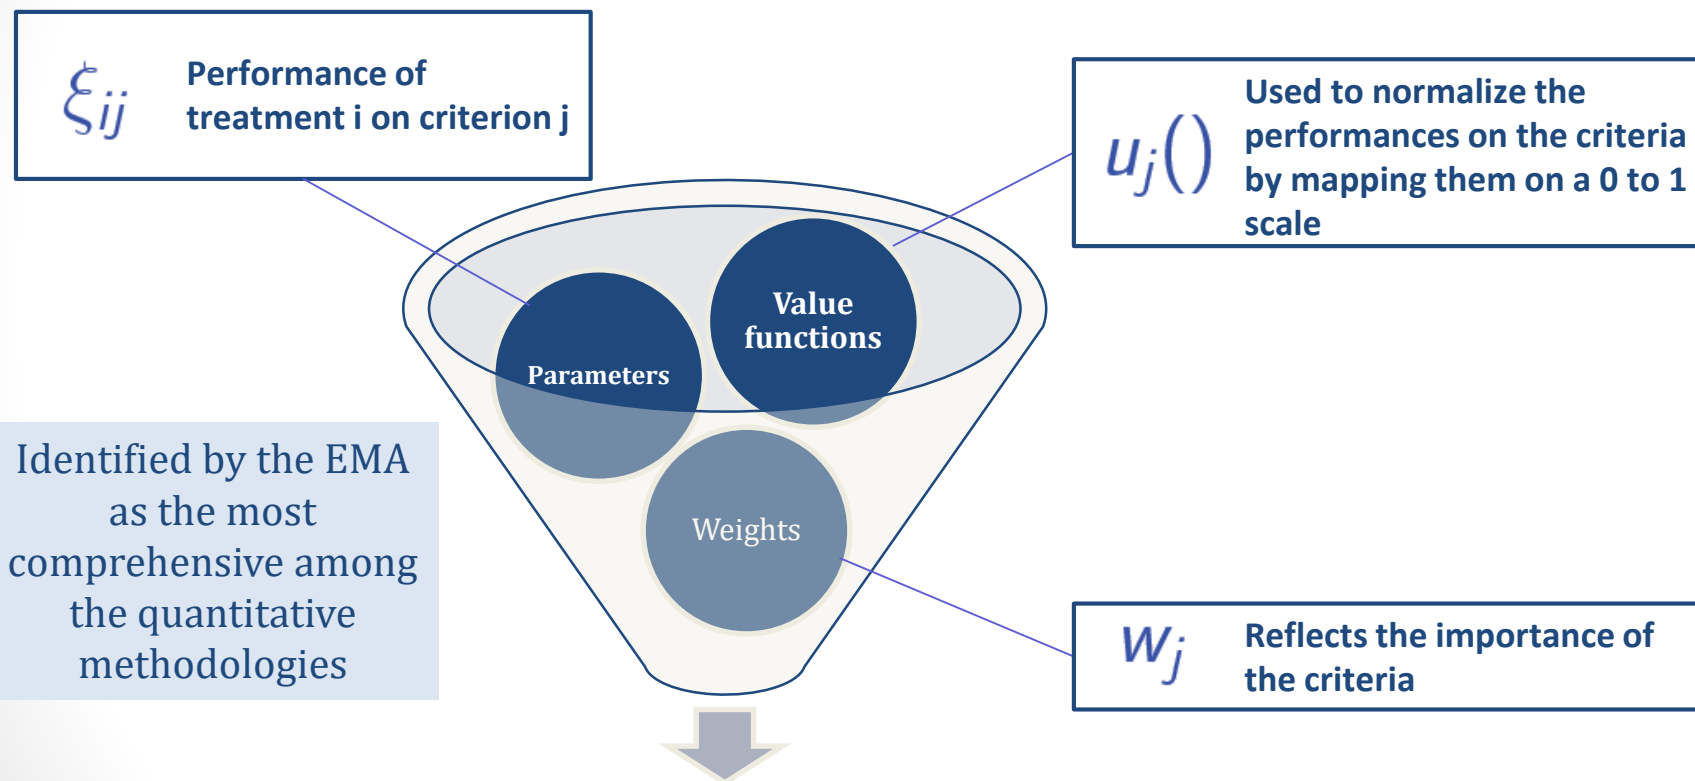 ξij
Performance of
treatment i on criterion j
uj()
Used to normalize the
performances on the criteria
by mapping them on a 0 to 1
scale
Value
functions
Parameters
Weights
Identified by the EMA
as the most
comprehensive among
the quantitative
methodologies
wj
Reflects the importance of
the criteria